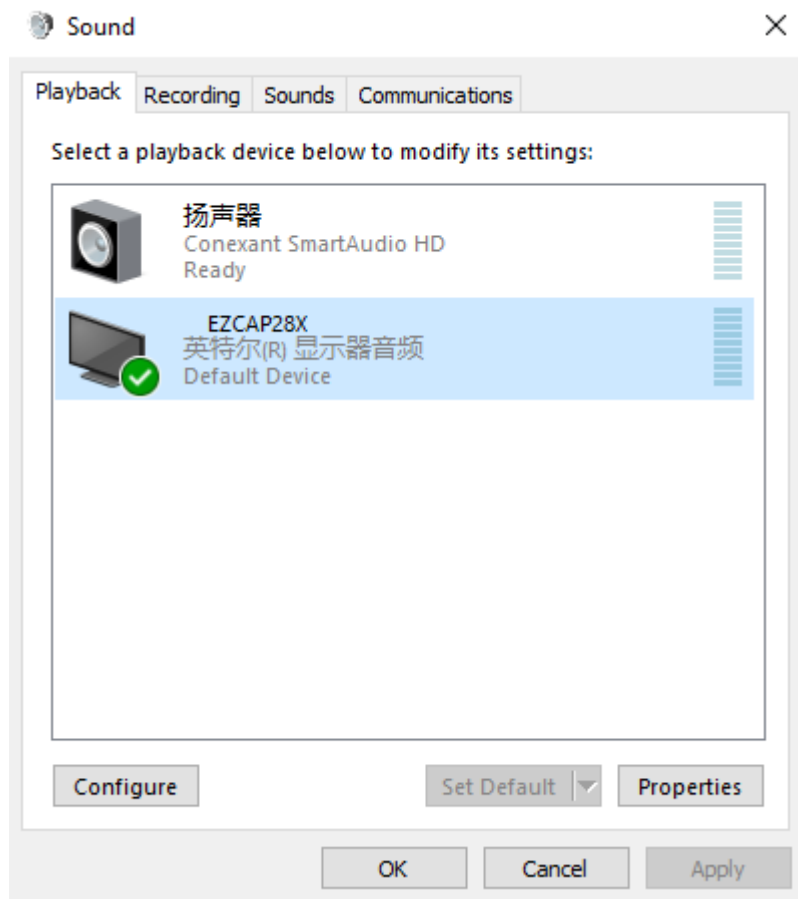 Sound
Playback
Recording
Sounds
Communications
Select a playback device below to modify its settings:
扬声器
Conexant SmartAudio HD
Ready
EZCAP28X
英特尔(R) 显示器音频
Default Device
Configure
Set Default
Properties
OK
Cancel
Apply